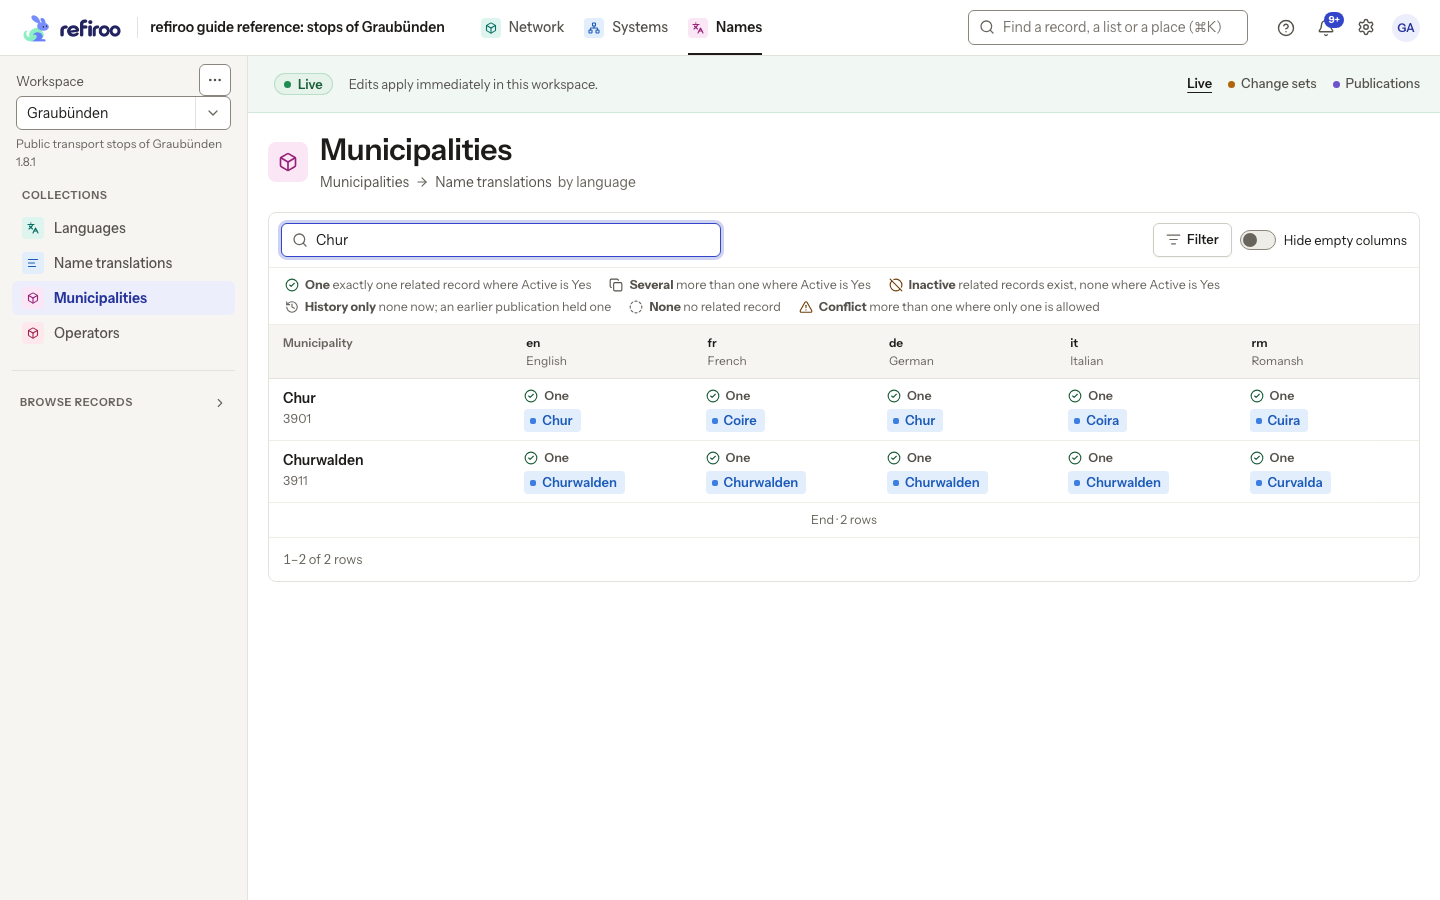 refiroo
refiroo guide reference: stops of Graubünden
Network
Systems
Names
Find a record, a list or a place (⌘K)
9+
GA
Workspace
Graubünden
Public transport stops of Graubünden
1.8.1
COLLECTIONS
Languages
Name translations
Municipalities
Operators
BROWSE RECORDS
Live
Edits apply immediately in this workspace.
Live
Change sets
Publications
Municipalities
Municipalities → Name translations by language
Chur
Filter
Hide empty columns
One exactly one related record where Active is Yes
Several more than one where Active is Yes
Inactive related records exist, none where Active is Yes
History only none now; an earlier publication held one
None no related record
Conflict more than one where only one is allowed
Municipality
en
English
fr
French
de
German
it
Italian
rm
Romansh
Chur
3901
One
Chur
One
Coire
One
Chur
One
Coira
One
Cuira
Churwalden
3911
One
Churwalden
One
Churwalden
One
Churwalden
One
Churwalden
One
Curvalda
End · 2 rows
1–2 of 2 rows